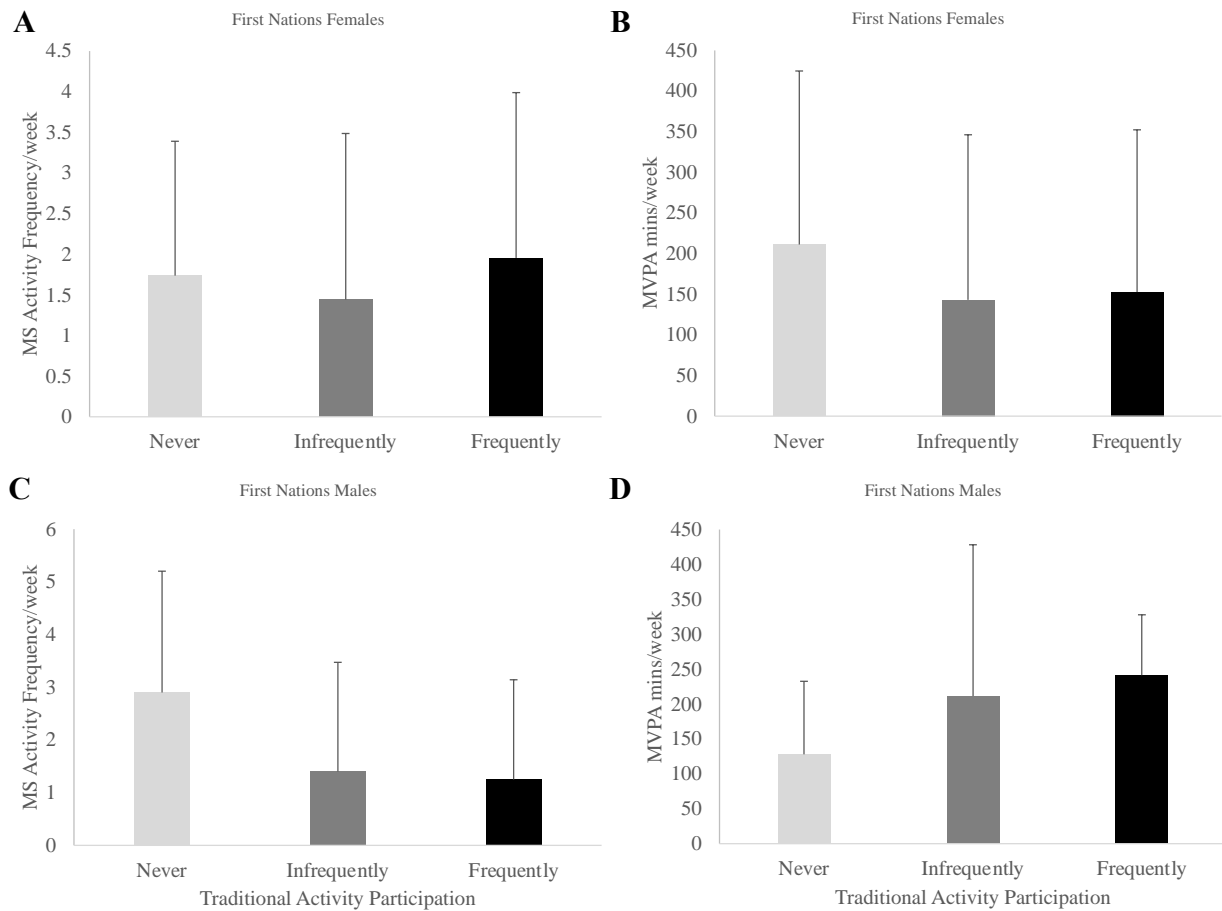 A
First Nations Females
MS Activity Frequency/week
4.5
4
3.5
3
2.5
2
1.5
1
0.5
0
Never Infrequently Frequently
B
First Nations Females
MVPA mins/week
450
400
350
300
250
200
150
100
50
0
Never Infrequently Frequently
C
First Nations Males
MS Activity Frequency/week
6
5
4
3
2
1
0
Never Infrequently Frequently
Traditional Activity Participation
D
First Nations Males
MVPA mins/week
450
400
350
300
250
200
150
100
50
0
Never Infrequently Frequently
Traditional Activity Participation